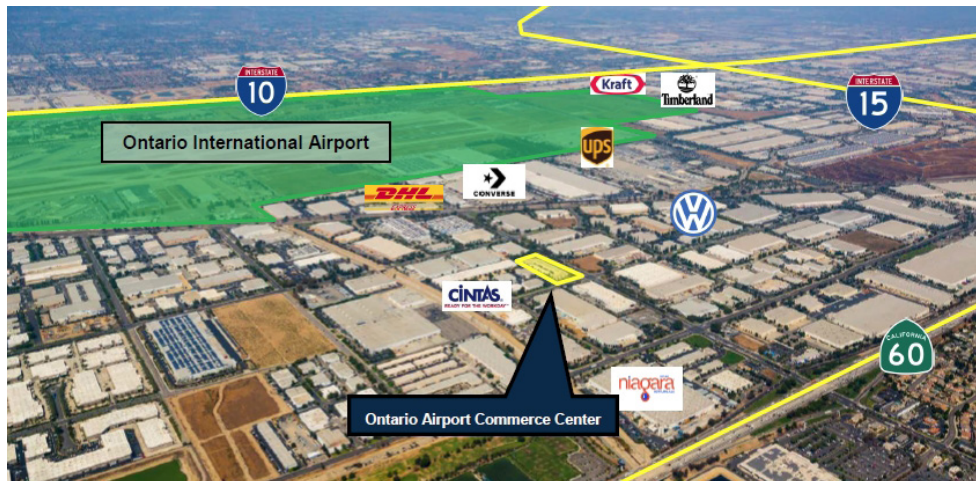 INTERSTATE
10
Kraft
Timberland
INTERSTATE
15
Ontario International Airport
ups
CONVERSE
DHL
VW
CINTAS
READY FOR THE WORKDAY
CALIFORNIA
60
niagara
Ontario Airport Commerce Center